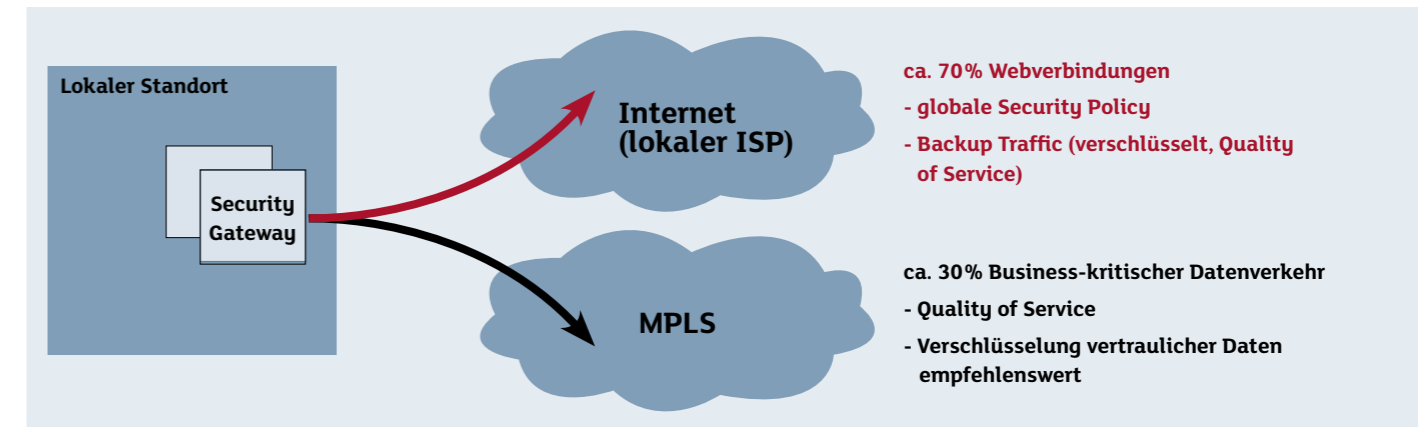 Lokaler Standort
Security
Gateway
Internet
(lokaler ISP)
ca. 70% Webverbindungen
- globale Security Policy
- Backup Traffic (verschlüsselt, Quality
of Service)
MPLS
ca. 30% Business-kritischer Datenverkehr
- Quality of Service
- Verschlüsselung vertraulicher Daten
empfehlenswert